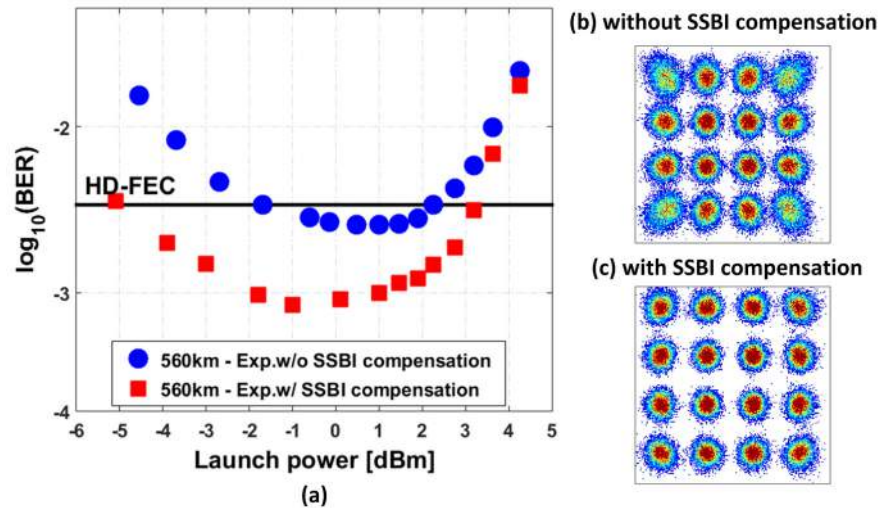 (b) without SSBI compensation
-2
HD-FEC
log10(BER)
-3
(c) with SSBI compensation
560km - Exp.w/o SSBI compensation
560km - Exp.w/ SSBI compensation
-4
-6 -5 -4 -3 -2 -1 0 1 2 3 4 5
Launch power [dBm]
(a)